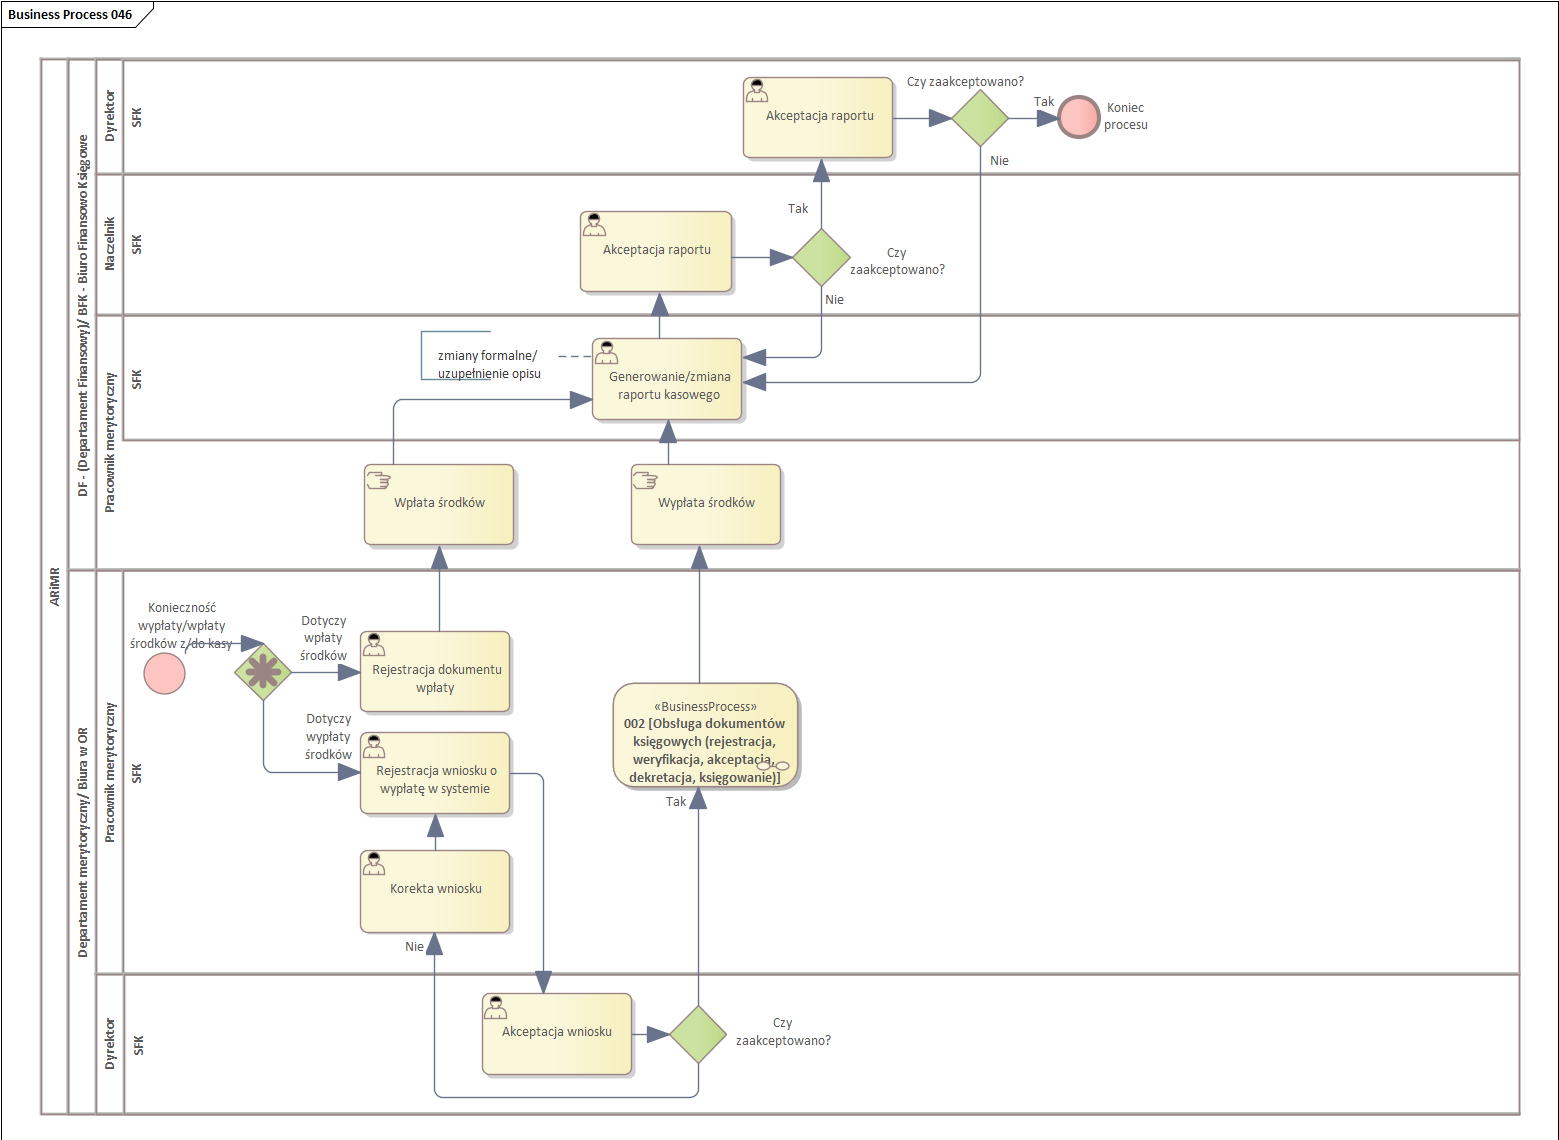 Business Process 046
ARiMR
DF - (Departament Finansowy)/ BFK - Biuro Finansowo Księgowe
Dyrektor
SFK
Akceptacja raportu
Czy zaakceptowano?
Tak
Koniec
procesu
Nie
Naczelnik
SFK
Akceptacja raportu
Tak
Czy
zaakceptowano?
Nie
Pracownik merytoryczny
SFK
zmiany formalne/
uzupełnienie opisu
Generowanie/zmiana
raportu kasowego
Wpłata środków
Wypłata środków
Departament merytoryczny/ Biura w OR
Pracownik merytoryczny
SFK
Konieczność
wypłaty/wpłaty
środków z/do kasy
Dotyczy
wpłaty
środków
Rejestracja dokumentu
wpłaty
Dotyczy
wypłaty
środków
Rejestracja wniosku o
wypłatę w systemie
«BusinessProcess»
002 [Obsługa dokumentów
księgowych (rejestracja,
weryfikacja, akceptacja,
dekretacja, księgowanie)]
Tak
Korekta wniosku
Nie
Dyrektor
SFK
Akceptacja wniosku
Czy
zaakceptowano?